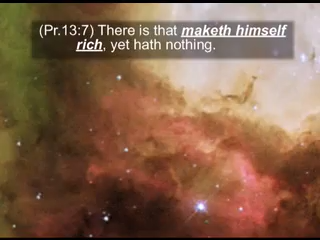 (Pr.13:7) There is that maketh himself
rich, yet hath nothing.